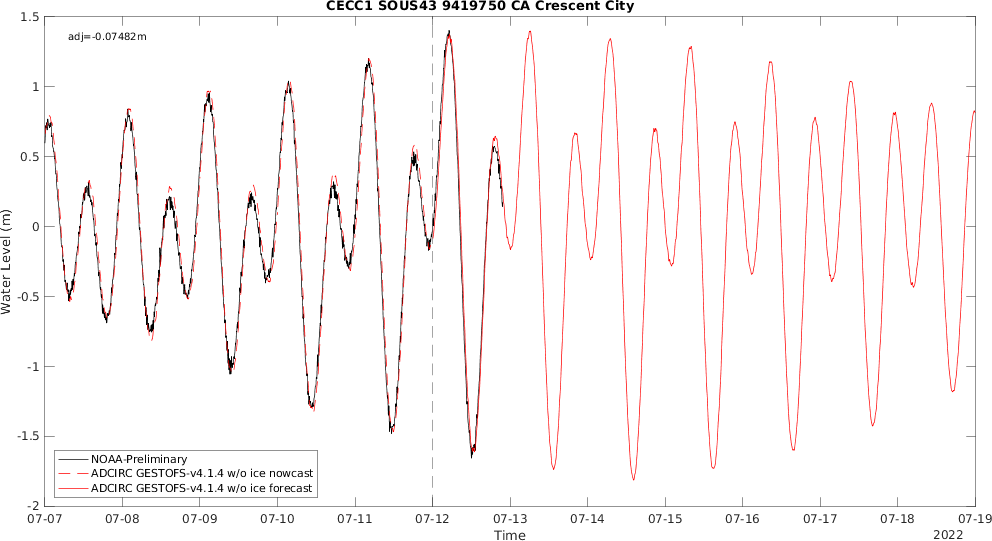 CECC1 SOUS43 9419750 CA Crescent City
adj=-0.07482m
1.5
1
0.5
0
-0.5
-1
-1.5
-2
Water Level (m)
NOAA-Preliminary
ADCIRC GESTOFS-v4.1.4 w/o ice nowcast
ADCIRC GESTOFS-v4.1.4 w/o ice forecast
07-07 07-08 07-09 07-10 07-11 07-12 07-13 07-14 07-15 07-16 07-17 07-18 07-19
Time
2022